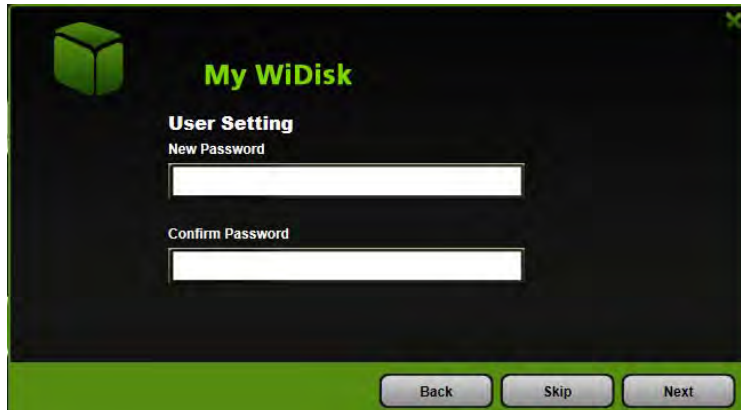 My WiDisk
User Setting
New Password
Confirm Password
Back Skip Next